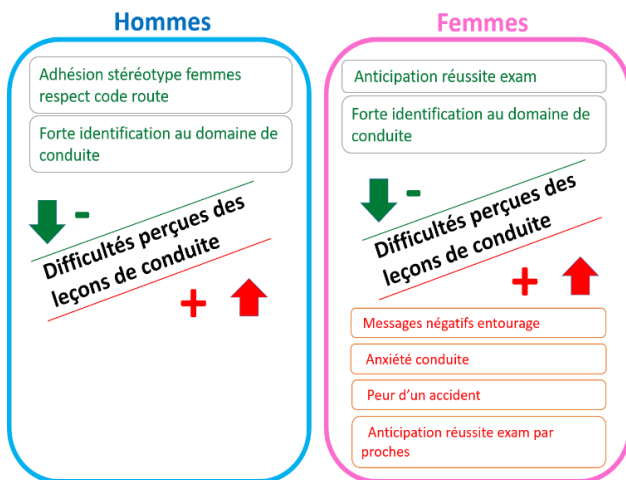 Hommes
Adhésion stéréotype femmes
respect code route
Forte identification au domaine de
conduite
-
Difficultés perçues des
leçons de conduite
+
Femmes
Anticipation réussite exam
Forte identification au domaine de
conduite
-
Difficultés perçues des
leçons de conduite
+
Messages négatifs entourage
Anxiété conduite
Peur d'un accident
Anticipation réussite exam par
proches